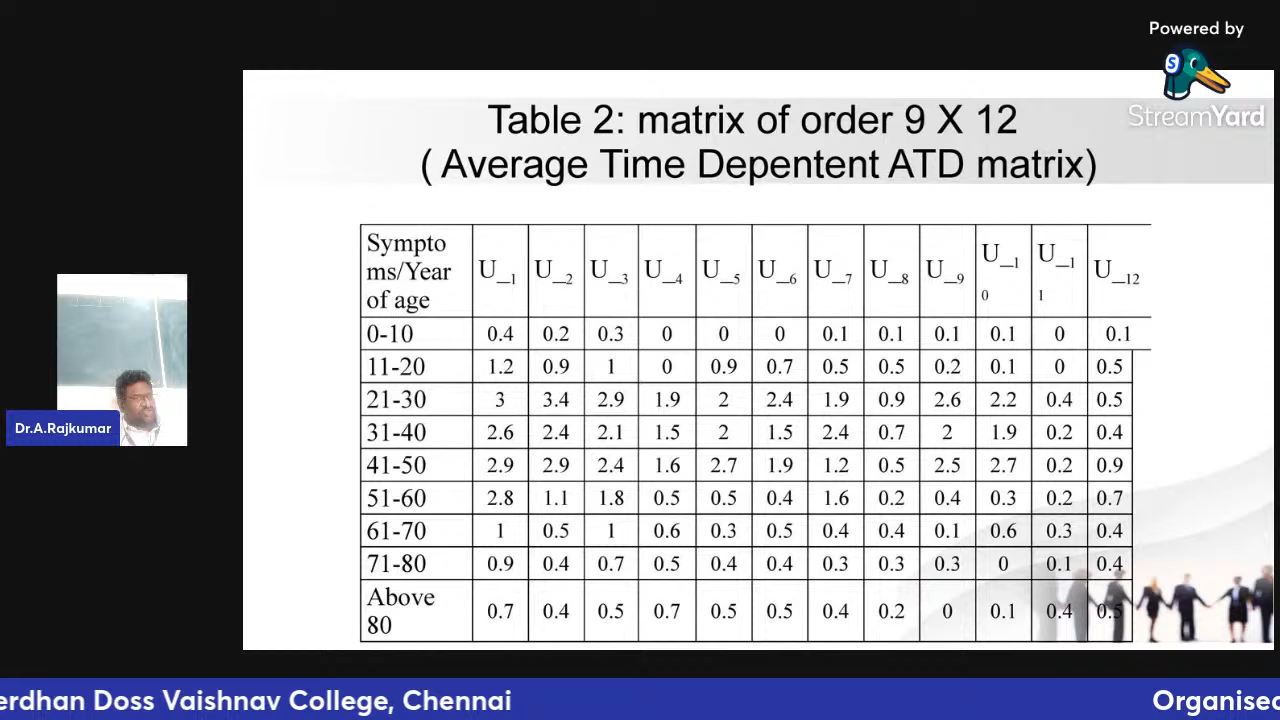 Powered by
StreamYard
Table 2: matrix of order 9 X 12
( Average Time Depentent ATD matrix)
Sympto
ms/Year
of age
U_1 U_2 U_3 U_4 U_5 U_6 U_7 U_8 U_9 U_1
0 U_1
1 U_12
0-10 0.4 0.2 0.3 0 0 0 0.1 0.1 0.1 0.1 0 0.1
11-20 1.2 0.9 1 0 0.9 0.7 0.5 0.5 0.2 0.1 0 0.5
21-30 3 3.4 2.9 1.9 2 2.4 1.9 0.9 2.6 2.2 0.4 0.5
31-40 2.6 2.4 2.1 1.5 2 1.5 2.4 0.7 2 1.9 0.2 0.4
41-50 2.9 2.9 2.4 1.6 2.7 1.9 1.2 0.5 2.5 2.7 0.2 0.9
51-60 2.8 1.1 1.8 0.5 0.5 0.4 1.6 0.2 0.4 0.3 0.2 0.7
61-70 1 0.5 1 0.6 0.3 0.5 0.4 0.4 0.1 0.6 0.3 0.4
71-80 0.9 0.4 0.7 0.5 0.4 0.4 0.3 0.3 0.3 0 0.1 0.4
Above
80 0.7 0.4 0.5 0.7 0.5 0.5 0.4 0.2 0 0.1 0.4 0.5
Dr.A.Rajkumar
erdhan Doss Vaishnav College, Chennai
Organised